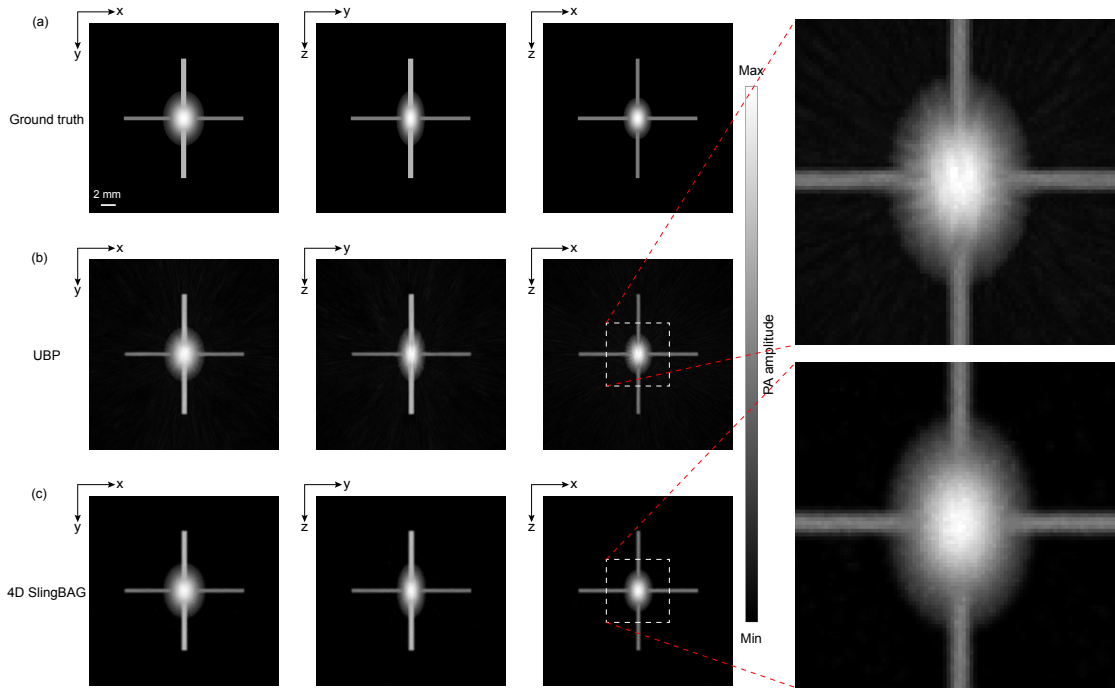 (a)
x
y
y
z
x
z
Max
Ground truth
2 mm
(b)
x
y
y
z
x
z
UBP
PA amplitude
(c)
x
y
y
z
x
z
4D SlingBAG
Min